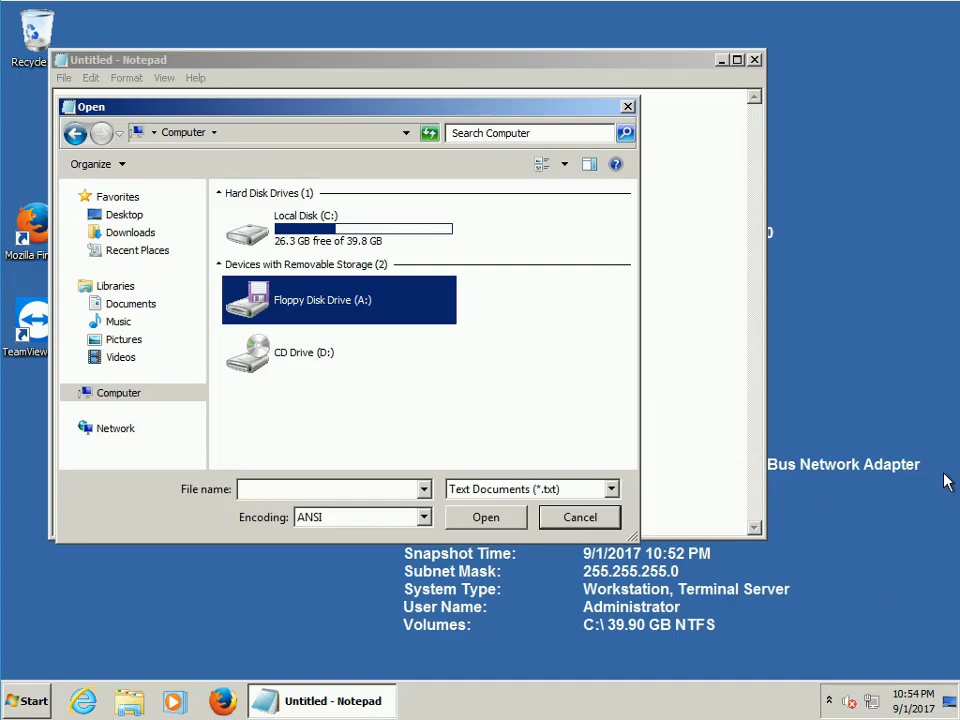 Recycle
Untitled - Notepad
File Edit Format View Help
Open
Computer
Search Computer
Organize
Favorites
Desktop
Downloads
Recent Places
Libraries
Documents
Music
Pictures
Videos
Computer
Network
Hard Disk Drives (1)
Local Disk (C:)
26.3 GB free of 39.8 GB
Devices with Removable Storage (2)
Floppy Disk Drive (A:)
CD Drive (D:)
File name:
Text Documents (*.txt)
Encoding:
ANSI
Open
Cancel
Mozilla Fir
TeamView
Bus Network Adapter
Snapshot Time: 9/1/2017 10:52 PM
Subnet Mask: 255.255.255.0
System Type: Workstation, Terminal Server
User Name: Administrator
Volumes: C:\ 39.90 GB NTFS
Start
Untitled - Notepad
10:54 PM
9/1/2017